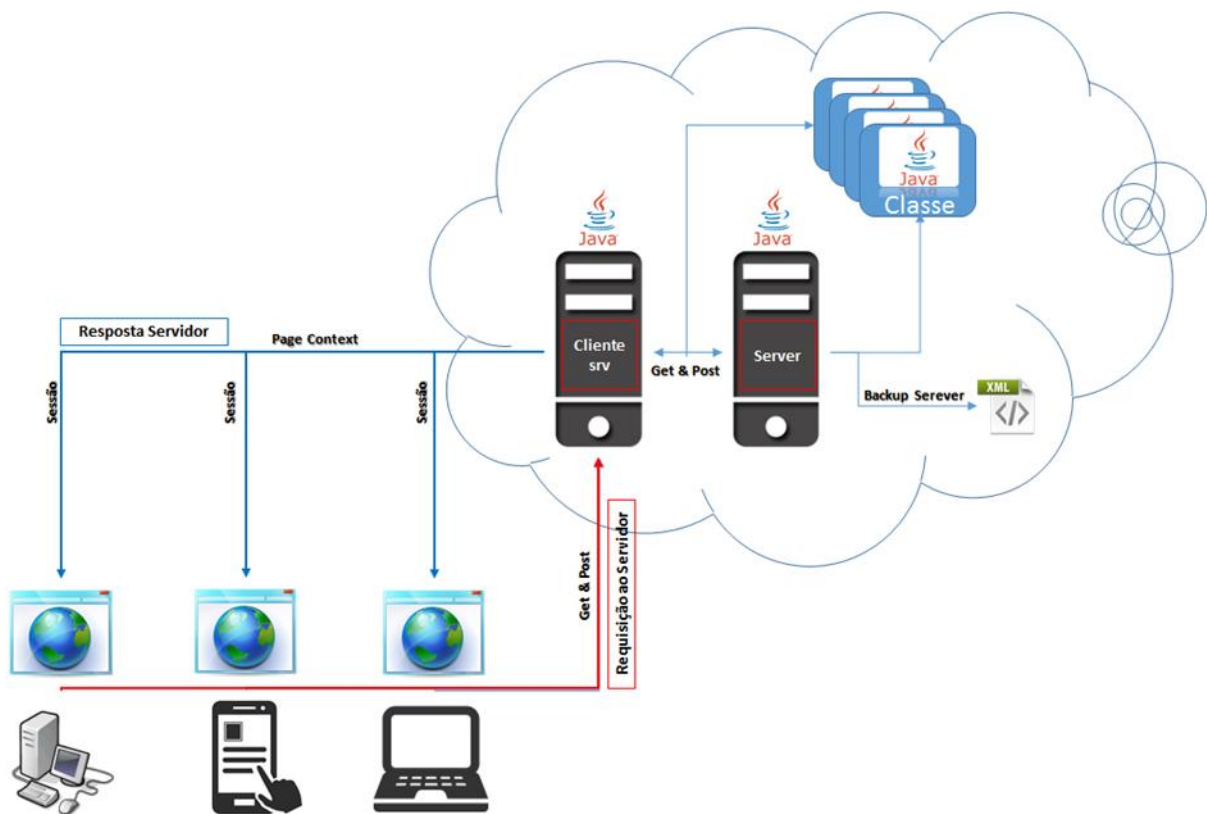 Java
Classe
Java
Java
Resposta Servidor
Page Context
Cliente
srv
Get & Post
Server
Backup Serever
XML
Sessão
Sessão
Sessão
Get & Post
Requisição ao Servidor